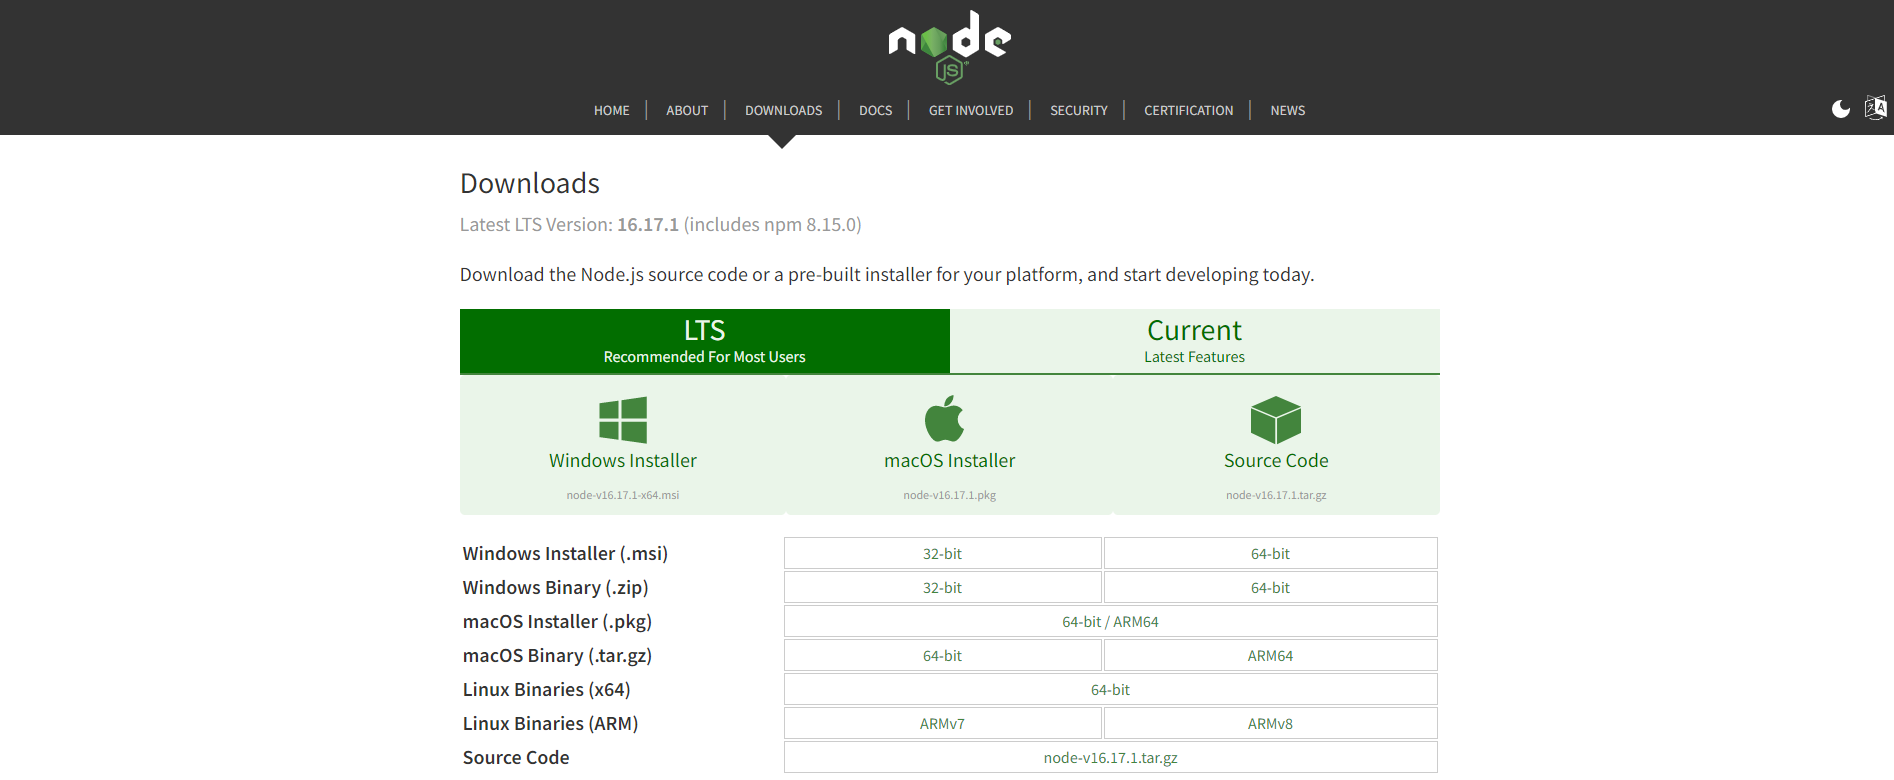 node
JS
HOME | ABOUT | DOWNLOADS | DOCS | GET INVOLVED | SECURITY | CERTIFICATION | NEWS
Downloads
Latest LTS Version: 16.17.1 (includes npm 8.15.0)
Download the Node.js source code or a pre-built installer for your platform, and start developing today.
LTS
Recommended For Most Users
Current
Latest Features
Windows Installer
node-v16.17.1-x64.msi
macOS Installer
node-v16.17.1.pkg
Source Code
node-v16.17.1.tar.gz
Windows Installer (.msi) 32-bit 64-bit
Windows Binary (.zip) 32-bit 64-bit
macOS Installer (.pkg) 64-bit / ARM64
macOS Binary (.tar.gz) 64-bit ARM64
Linux Binaries (x64) 64-bit
Linux Binaries (ARM) ARMv7 ARMv8
Source Code node-v16.17.1.tar.gz